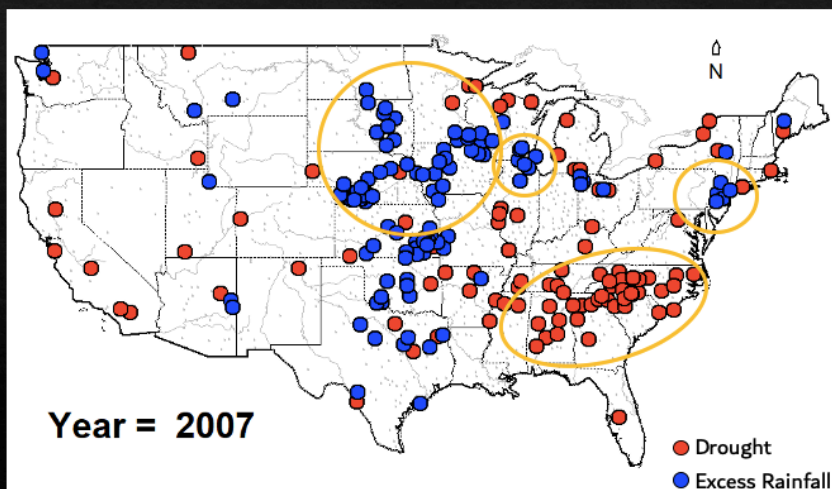 N
Year = 2007
Drought
Excess Rainfall